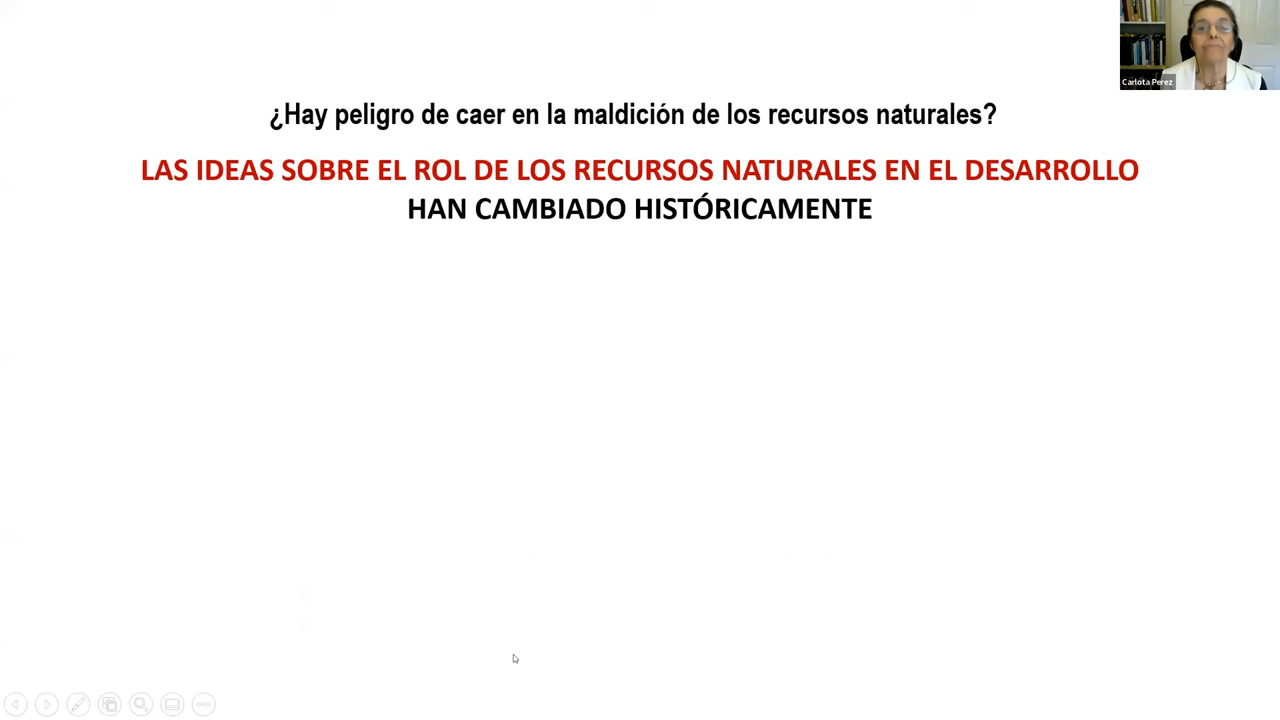 Carlota Perez
¿Hay peligro de caer en la maldición de los recursos naturales?
LAS IDEAS SOBRE EL ROL DE LOS RECURSOS NATURALES EN EL DESARROLLO
HAN CAMBIADO HISTÓRICAMENTE